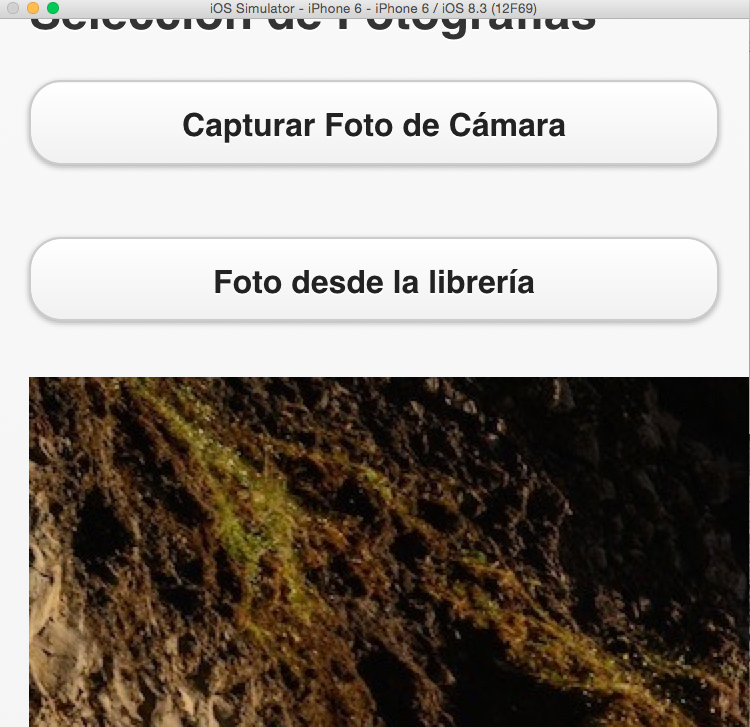 iOS Simulator - iPhone 6 - iPhone 6 / iOS 8.3 (12F69)
Selección de Fotografías
Capturar Foto de Cámara
Foto desde la librería